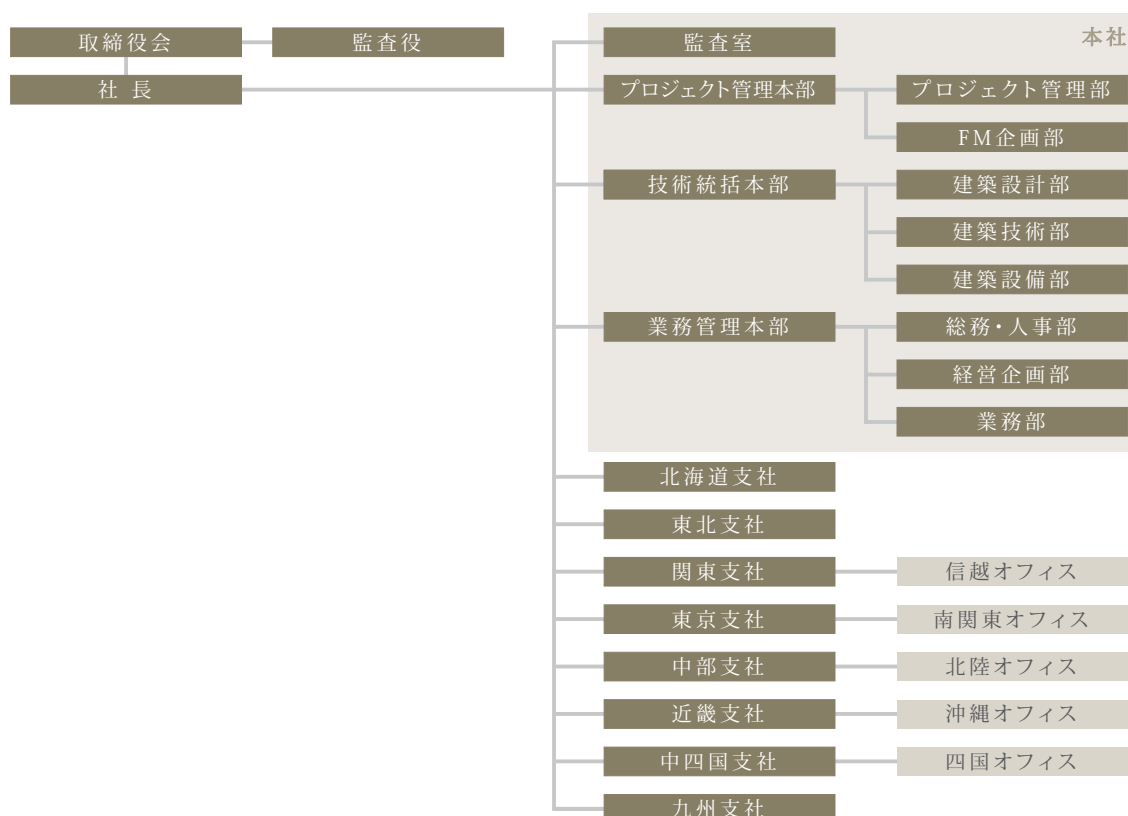 取締役会
監査役
監査室
本社
社長
プロジェクト管理本部
プロジェクト管理部
FM企画部
技術統括本部
建築設計部
建築技術部
建築設備部
業務管理本部
総務・人事部
経営企画部
業務部
北海道支社
東北支社
関東支社
信越オフィス
東京支社
南関東オフィス
中部支社
北陸オフィス
近畿支社
沖縄オフィス
中四国支社
四国オフィス
九州支社